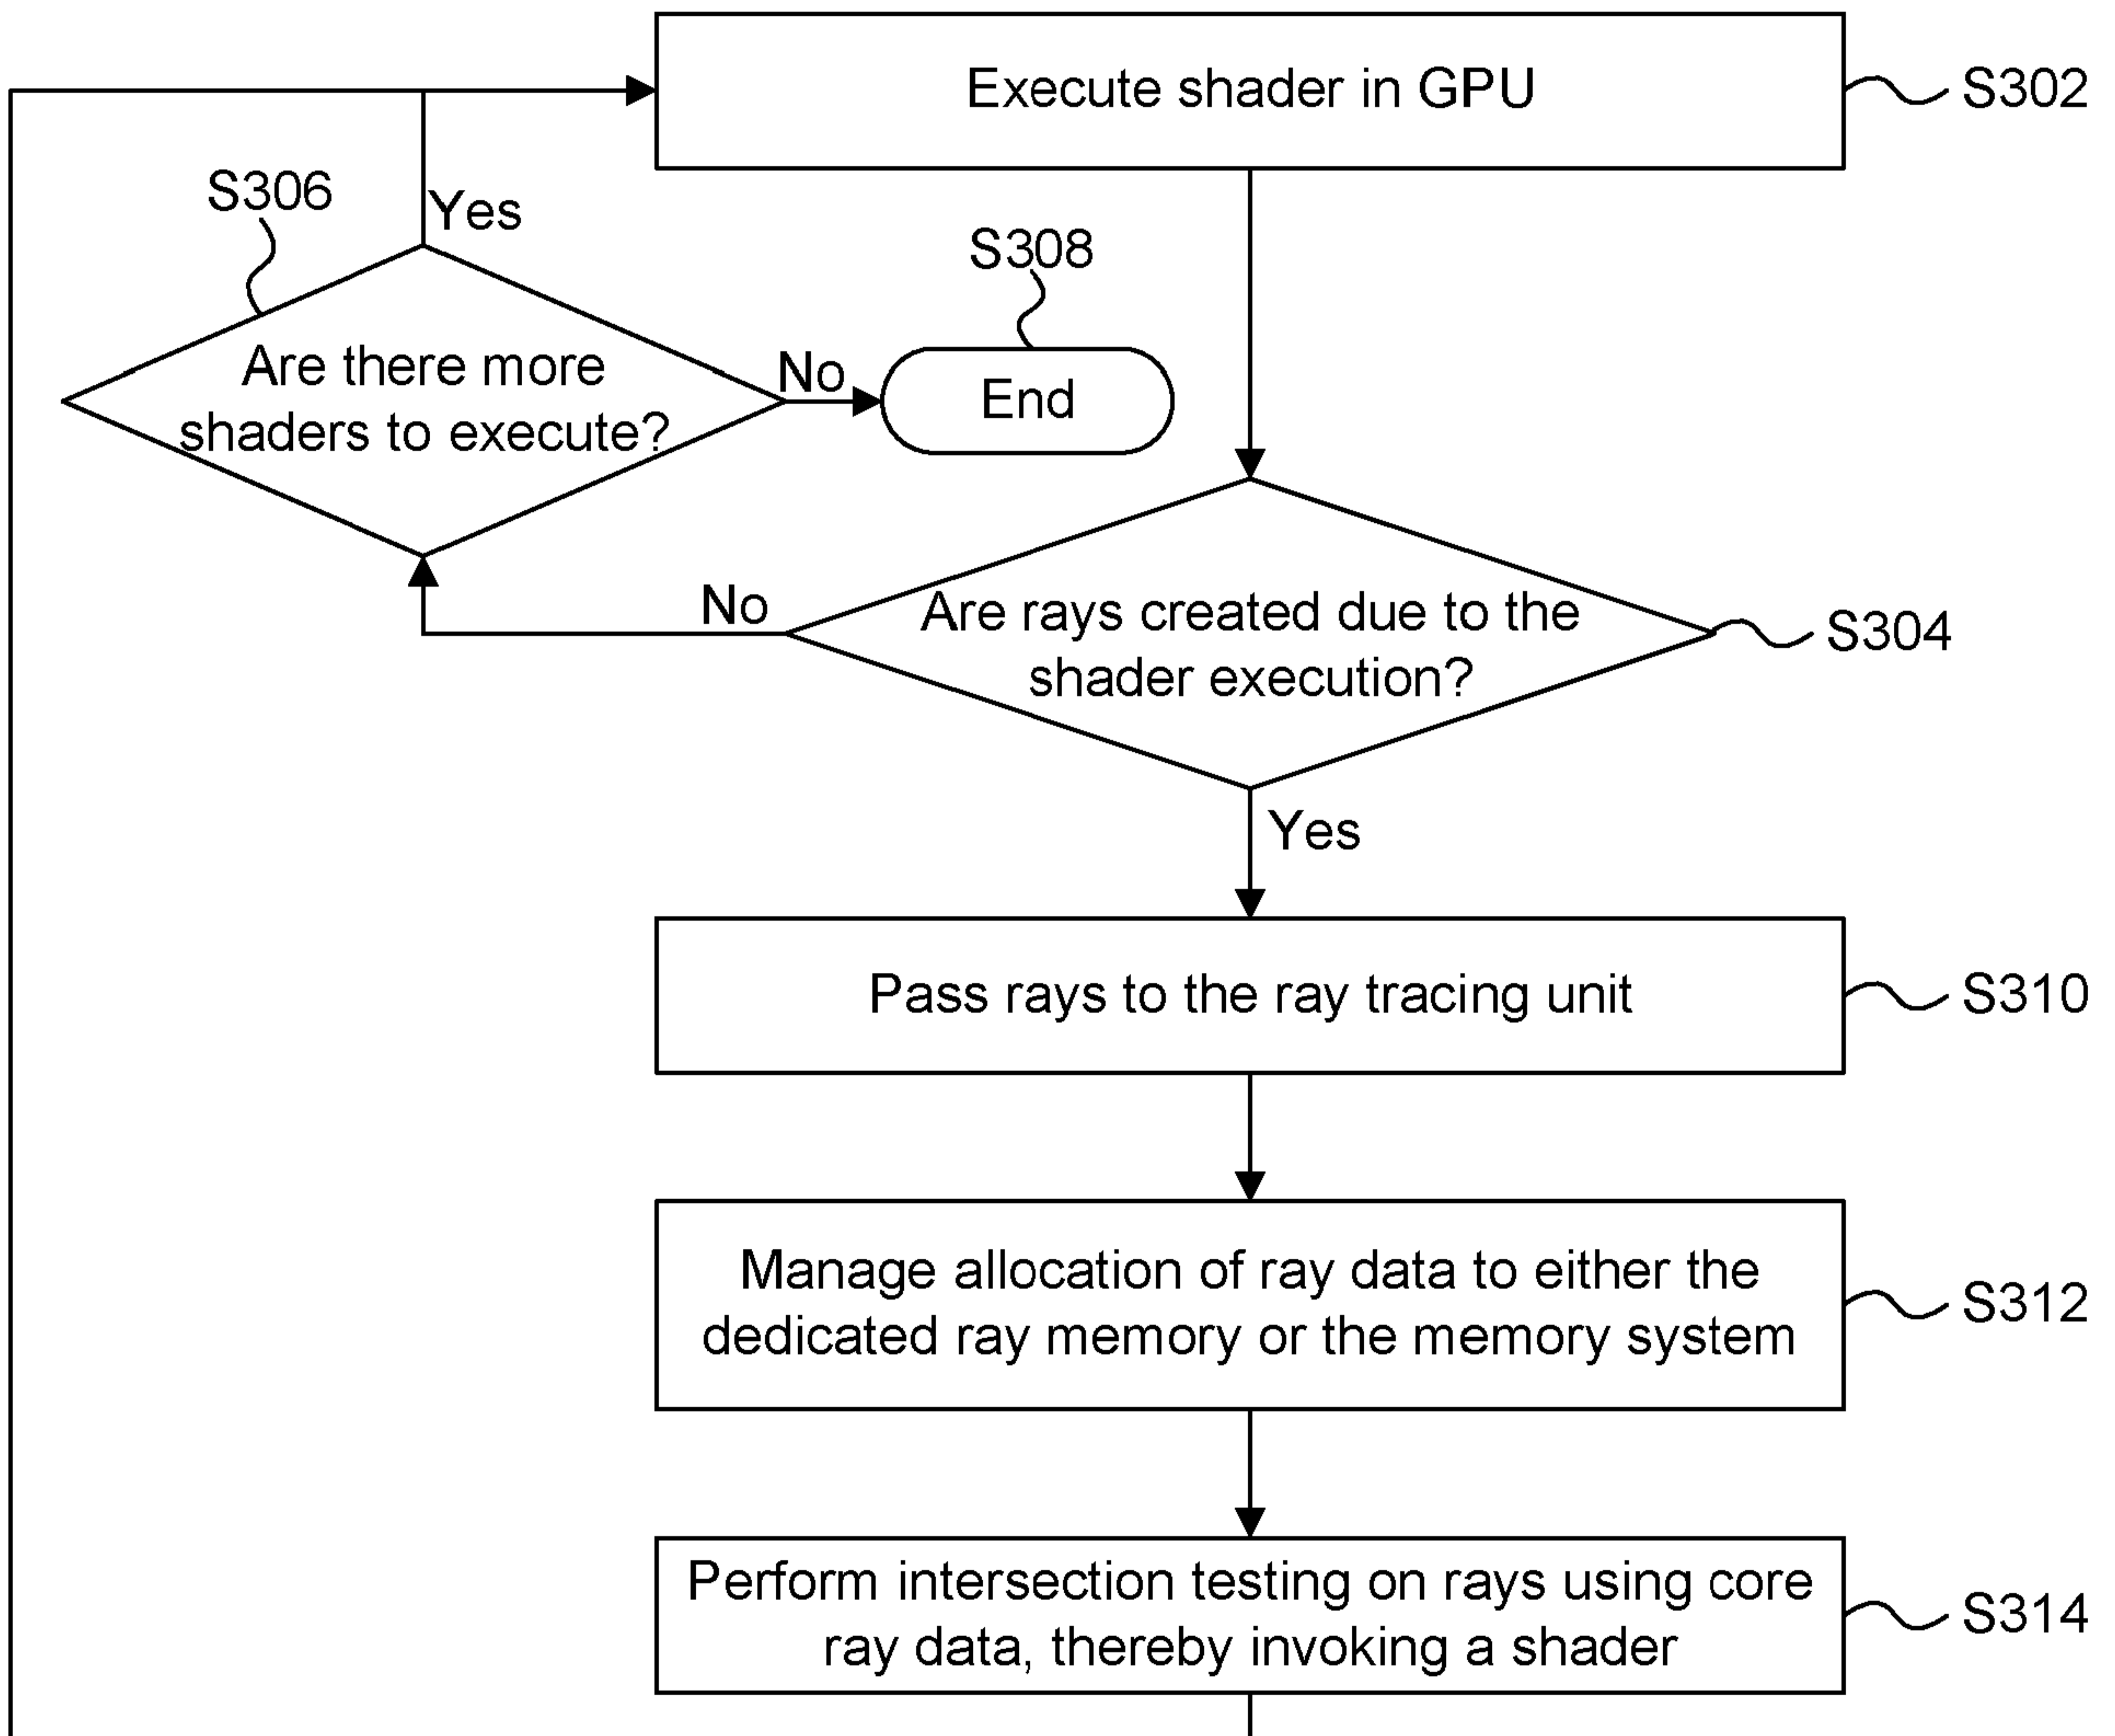 Execute shader in GPU
S302
S306
Yes
S308
Are there more
shaders to execute?
No
End
No
Are rays created due to the
shader execution?
S304
Yes
Pass rays to the ray tracing unit
S310
Manage allocation of ray data to either the
dedicated ray memory or the memory system
S312
Perform intersection testing on rays using core
ray data, thereby invoking a shader
S314